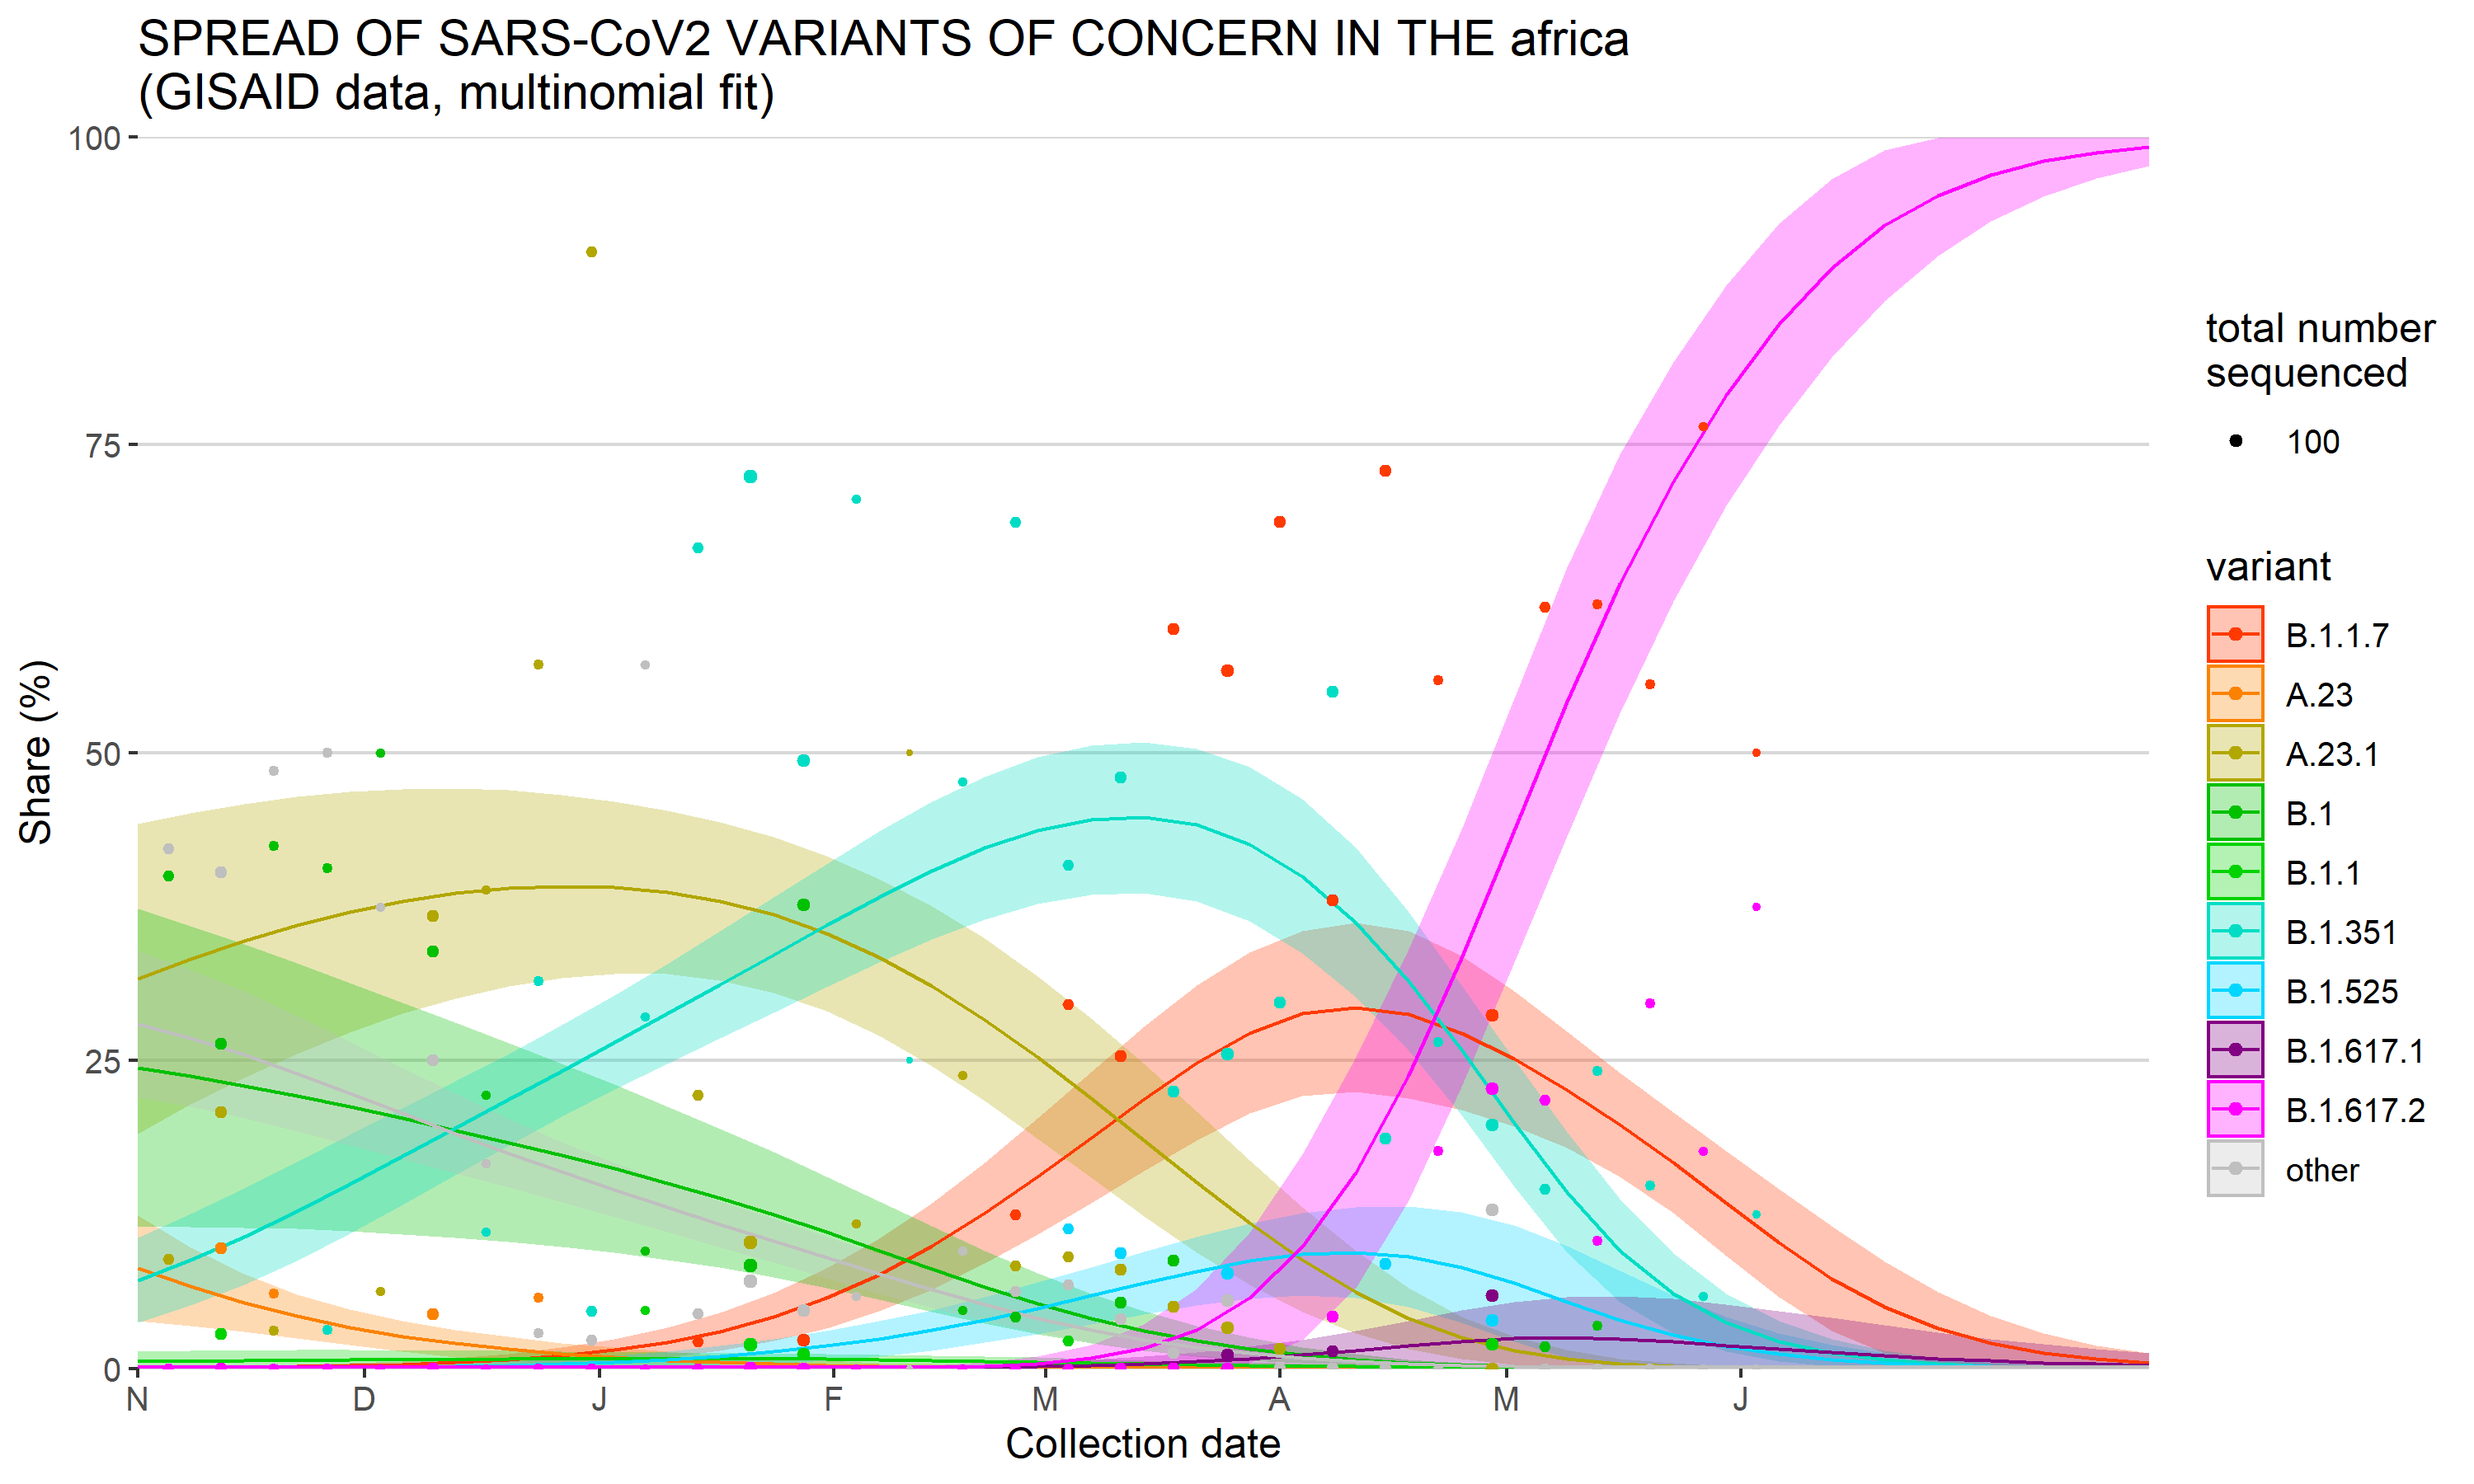 SPREAD OF SARS-CoV2 VARIANTS OF CONCERN IN THE africa
(GISAID data, multinomial fit)
100
75
50
25
0
Share (%)
N D J F M A M J
Collection date
total number
sequenced
100
variant
B.1.1.7
A.23
A.23.1
B.1
B.1.1
B.1.351
B.1.525
B.1.617.1
B.1.617.2
other